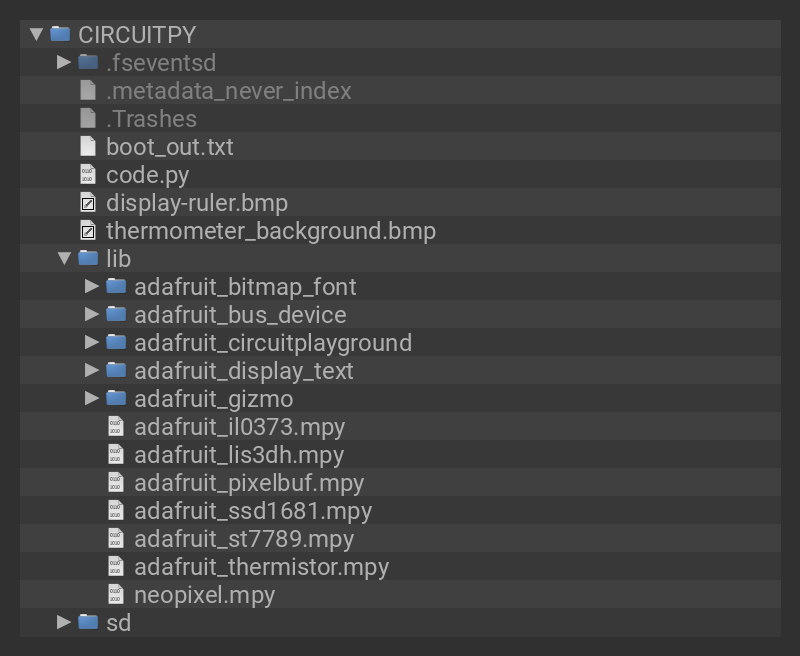 CIRCUITPY
.fseventsd
.metadata_never_index
.Trashes
boot_out.txt
code.py
display-ruler.bmp
thermometer_background.bmp
lib
adafruit_bitmap_font
adafruit_bus_device
adafruit_circuitplayground
adafruit_display_text
adafruit_gizmo
adafruit_il0373.mpy
adafruit_lis3dh.mpy
adafruit_pixelbuf.mpy
adafruit_ssd1681.mpy
adafruit_st7789.mpy
adafruit_thermistor.mpy
neopixel.mpy
sd